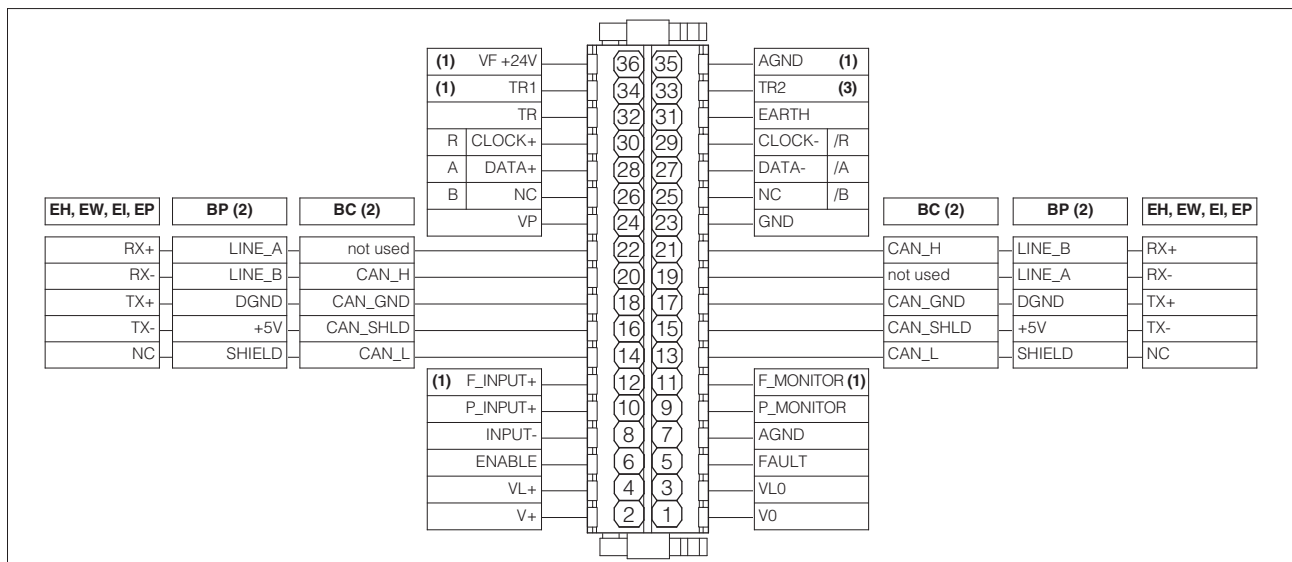 (1) VF +24V 36 35 AGND (1)
(1) TR1 34 33 TR2 (3)
TR 32 31 EARTH
R CLOCK+ 30 29 CLOCK- /R
A DATA+ 28 27 DATA- /A
B NC 26 25 NC /B
VP 24 23 GND
EH, EW, EI, EP BP (2) BC (2) BC (2) BP (2) EH, EW, EI, EP
RX+ LINE_A not used 22 21 CAN_H LINE_B RX+
RX- LINE_B CAN_H 20 19 not used LINE_A RX-
TX+ DGND CAN_GND 18 17 CAN_GND DGND TX+
TX- +5V CAN_SHLD 16 15 CAN_SHLD +5V TX-
NC SHIELD CAN_L 14 13 CAN_L SHIELD NC
(1) F_INPUT+ 12 11 F_MONITOR (1)
P_INPUT+ 10 9 P_MONITOR
INPUT- 8 7 AGND
ENABLE 6 5 FAULT
VL+ 4 3 VL0
V+ 2 1 V0